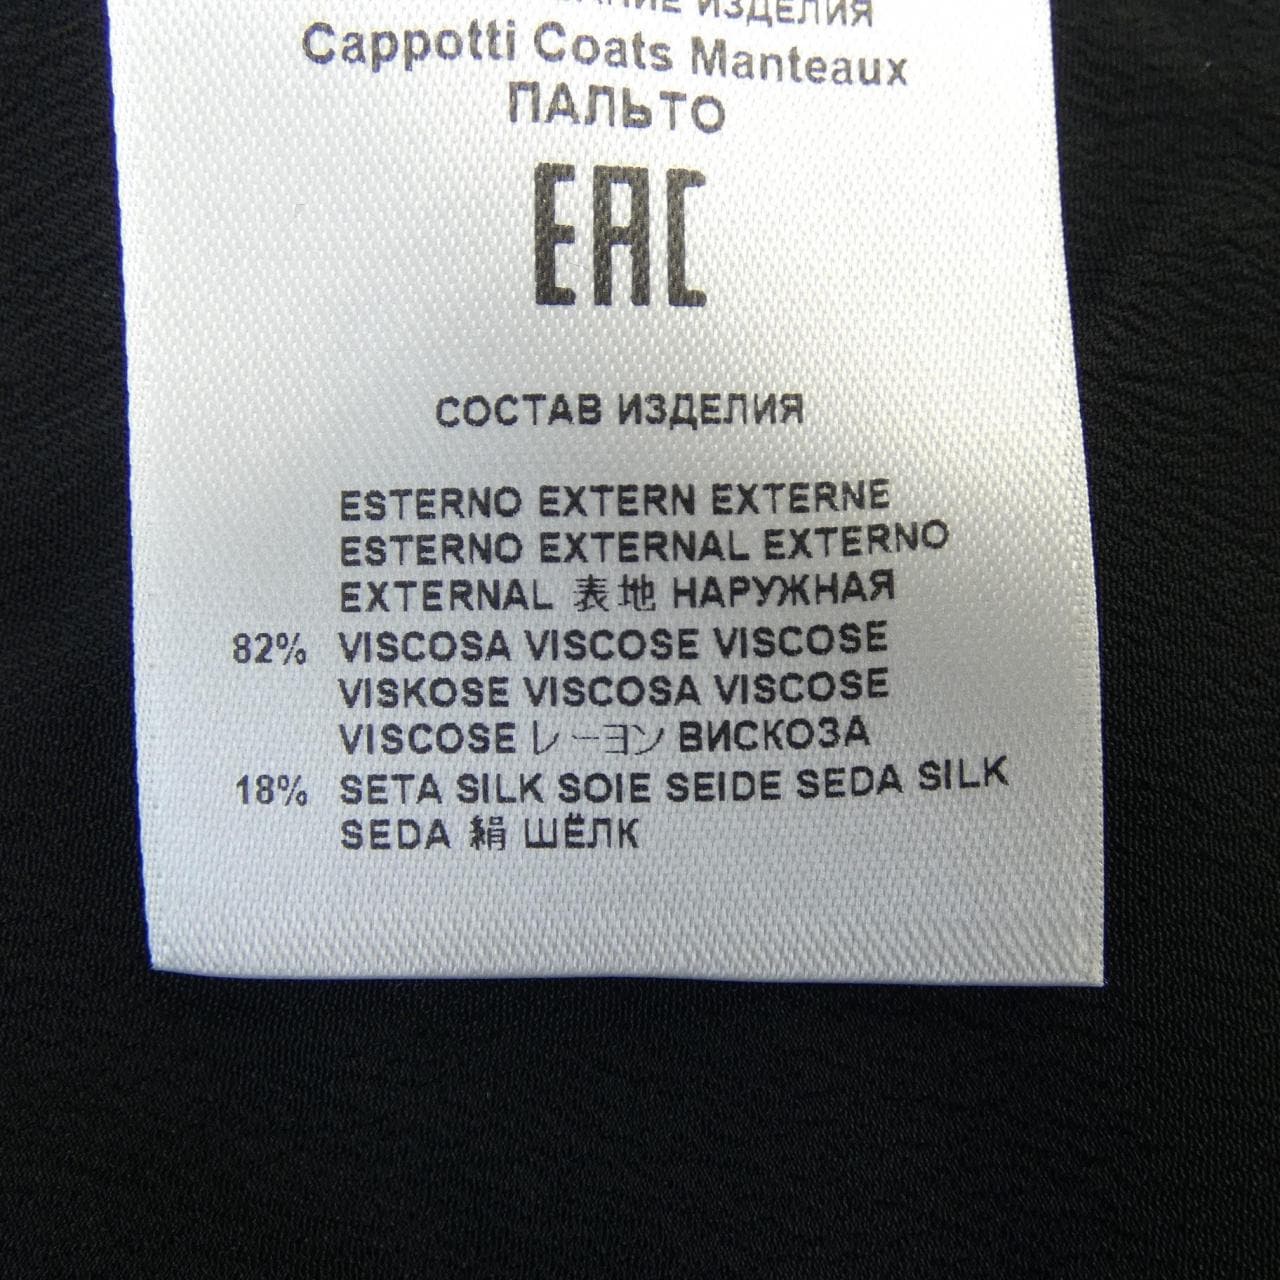 ИЗДЕЛИЯ
Cappotti Coats Manteaux
ПАЛЬТО
EAC
СОСТАВ ИЗДЕЛИЯ
ESTERNO EXTERN EXTERNE
ESTERNO EXTERNAL EXTERNO
EXTERNAL 表地 НАРУЖНАЯ
82% VISCOSA VISCOSE VISCOSE
VISKOSE VISCOSA VISCOSE
VISCOSE レーヨン ВИСКОЗА
18% SETA SILK SOIE SEIDE SEDA SILK
SEDA 絹 ШЁЛК